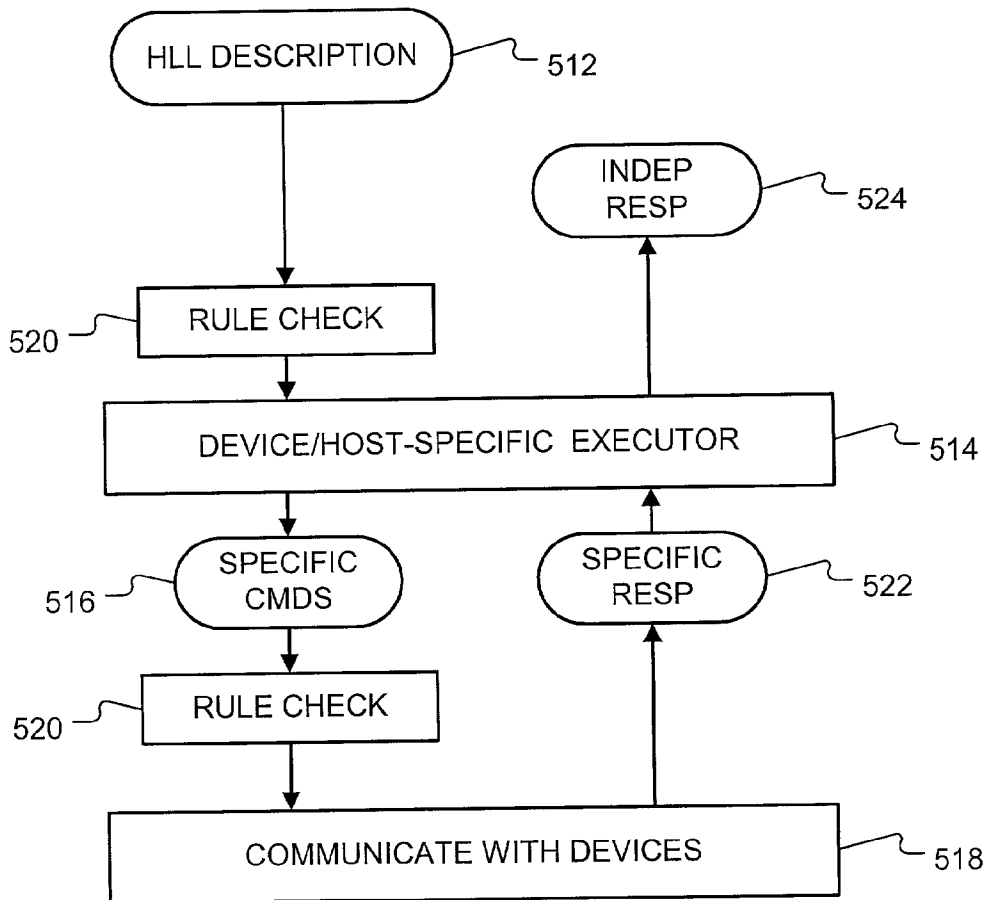 HLL DESCRIPTION
512
INDEP
RESP
524
RULE CHECK
520
DEVICE/HOST-SPECIFIC EXECUTOR
514
SPECIFIC
CMDS
516
SPECIFIC
RESP
522
RULE CHECK
520
COMMUNICATE WITH DEVICES
518